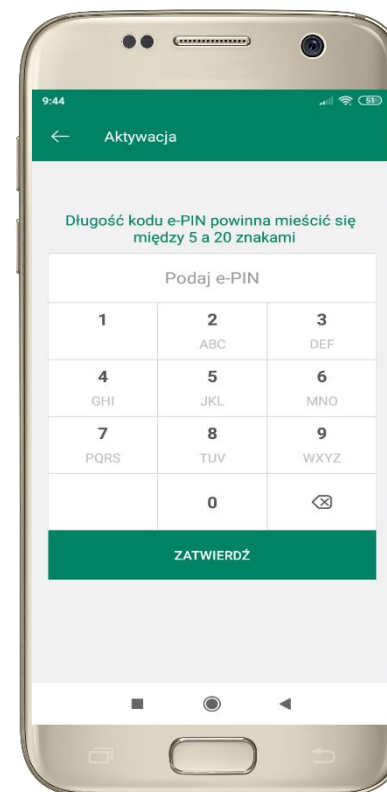 9:44 51
Aktywacja
Długość kodu e-PIN powinna mieścić się
między 5 a 20 znakami
Podaj e-PIN
1 2 3
ABC DEF
4 5 6
GHI JKL MNO
7 8 9
PQRS TUV WXYZ
0
ZATWIERDŹ